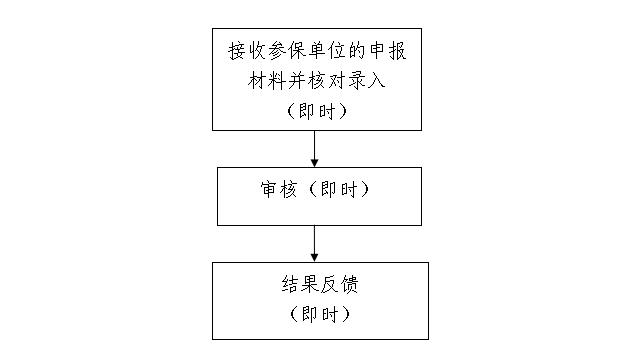 接收参保单位的申报
材料并核对录入
（即时）
审核（即时）
结果反馈
（即时）